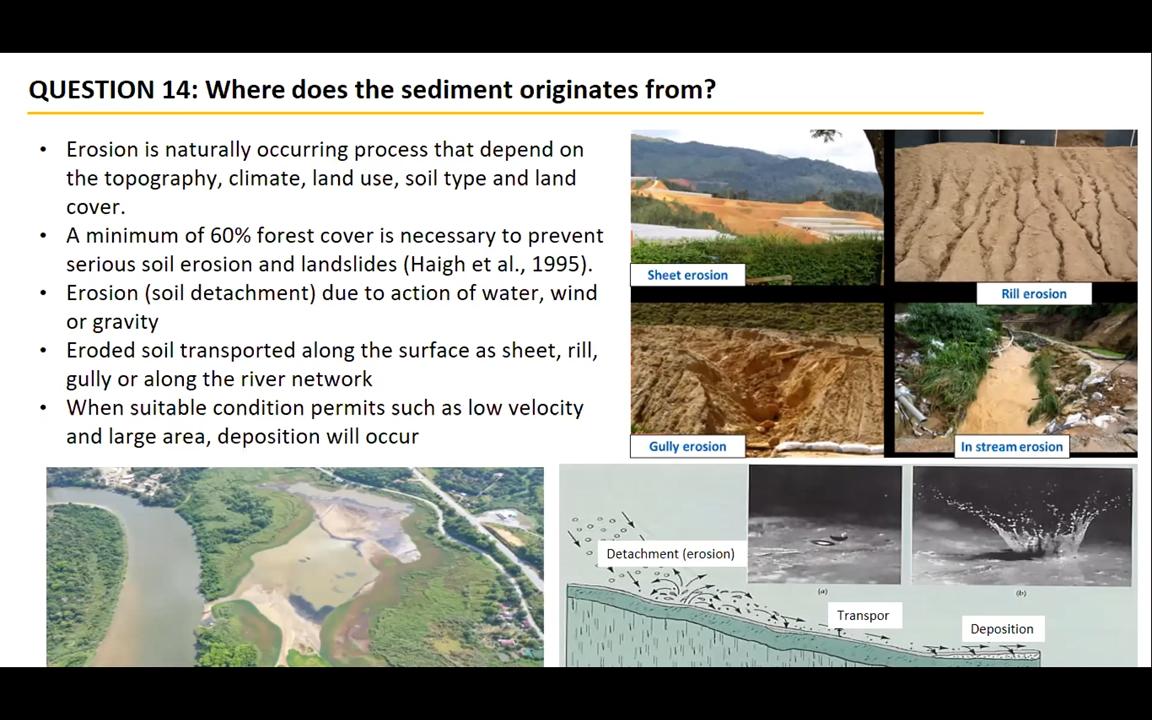 QUESTION 14: Where does the sediment originates from?
• Erosion is naturally occurring process that depend on
the topography, climate, land use, soil type and land
cover.
• A minimum of 60% forest cover is necessary to prevent
serious soil erosion and landslides (Haigh et al., 1995).
• Erosion (soil detachment) due to action of water, wind
or gravity
• Eroded soil transported along the surface as sheet, rill,
gully or along the river network
• When suitable condition permits such as low velocity
and large area, deposition will occur
Sheet erosion
Rill erosion
Gully erosion
In stream erosion
Detachment (erosion)
(a)
(b)
Transpor
Deposition